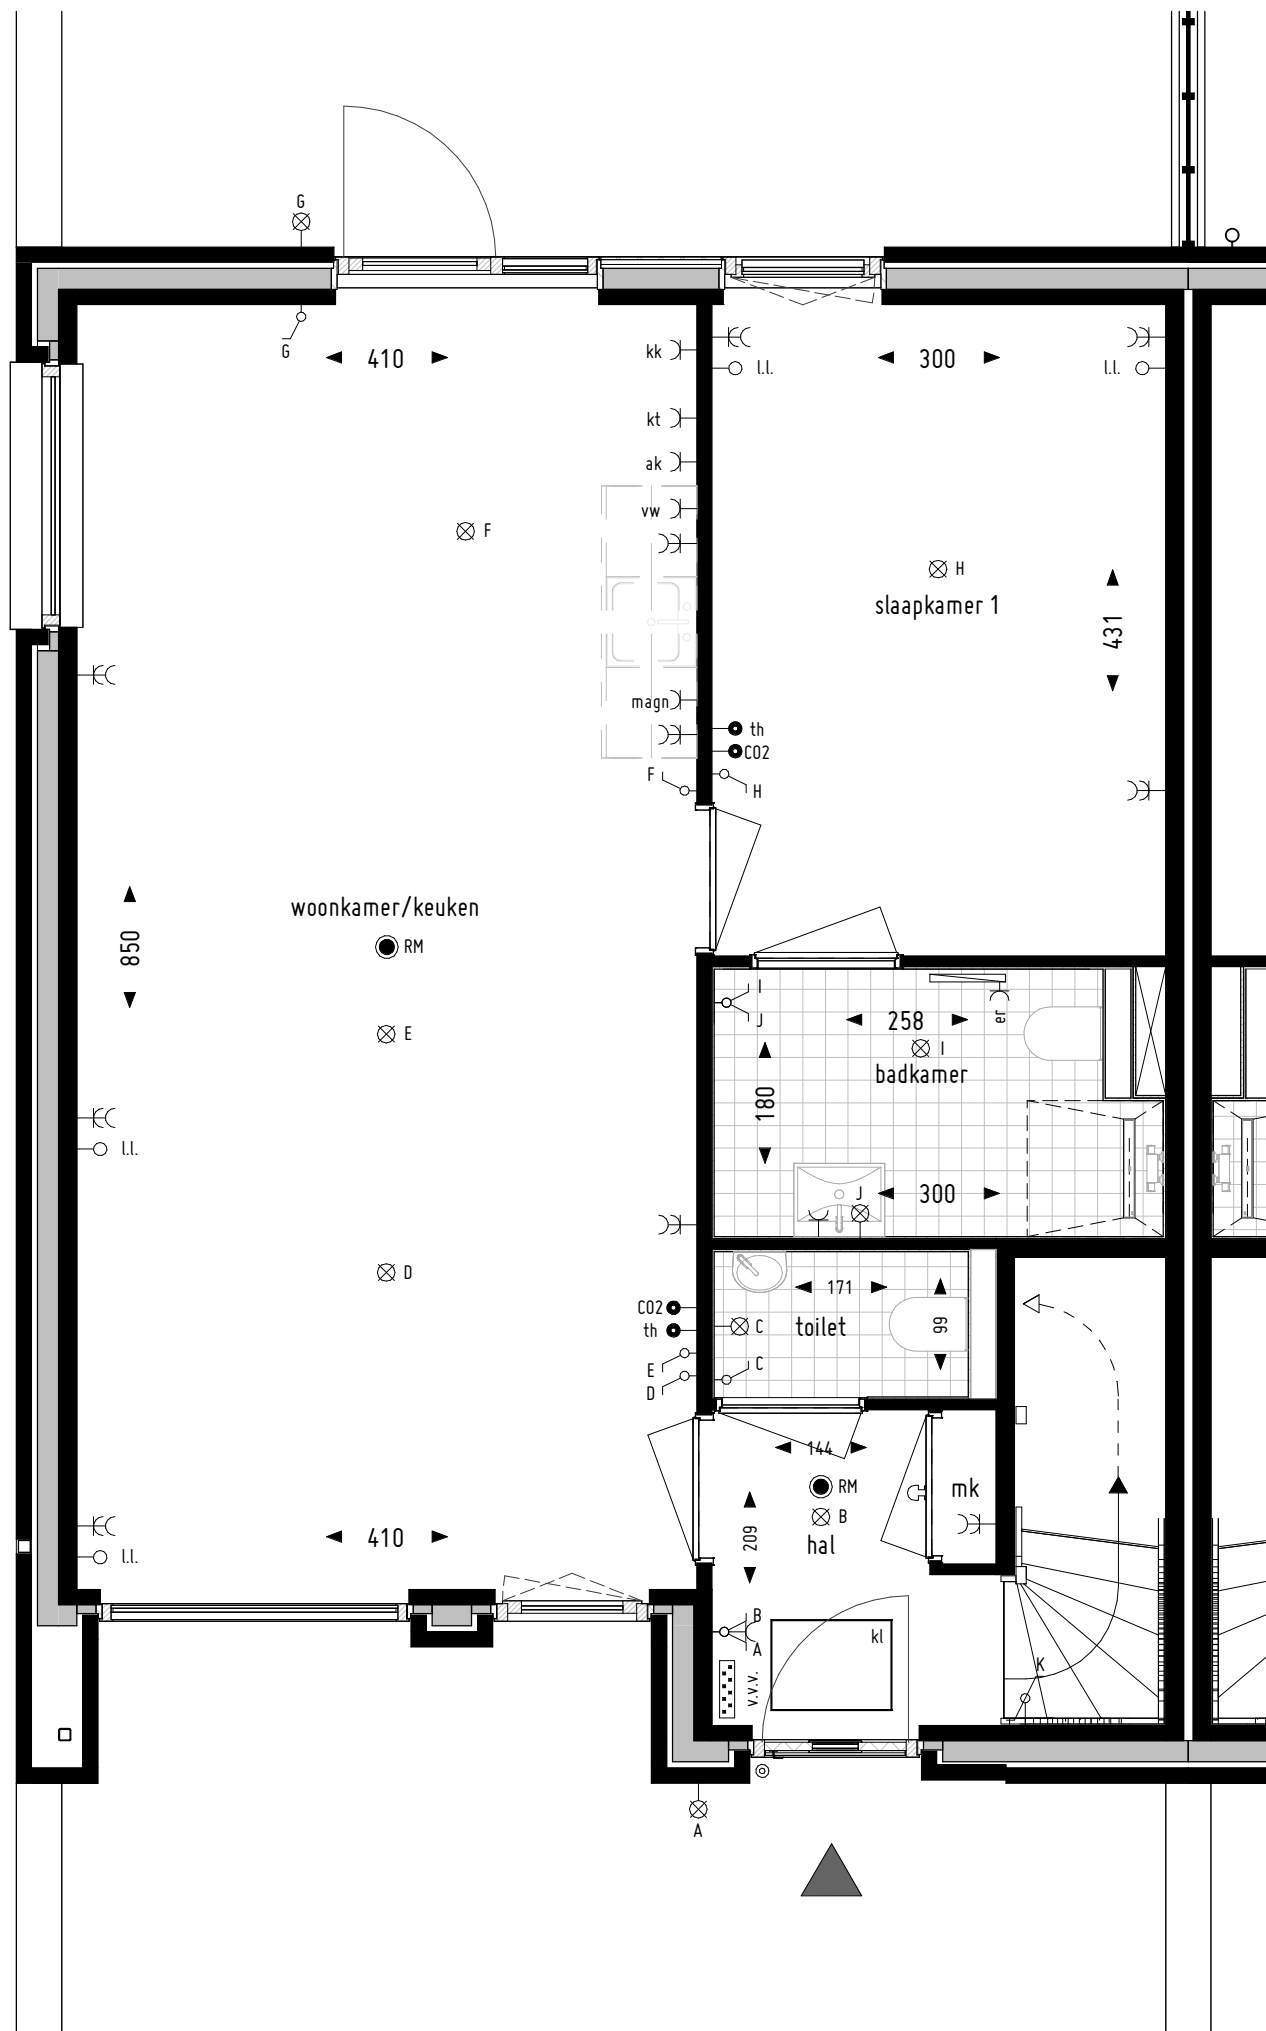 G
G
410
kk
l.l.
300
l.l.
kt
ak
vw
F
H
slaapkamer 1
431
magn
th
CO2
F
H
woonkamer/keuken
850
RM
I
J
258
er
E
I
badkamer
180
l.l.
J
300
D
171
CO2
th
C
toilet
99
E
C
D
144
RM
mk
B
209
hal
410
l.l.
B
A
kl
K
v.v.v.
A